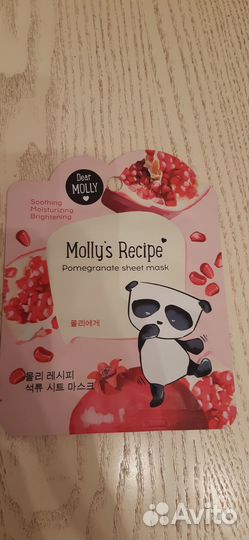 Dear
MOLLY
Soothing
Moisturizing
Brightening
Molly's Recipe
Pomegranate sheet mask
몰리에게
몰리 레시피
석류 시트 마스크
Avito